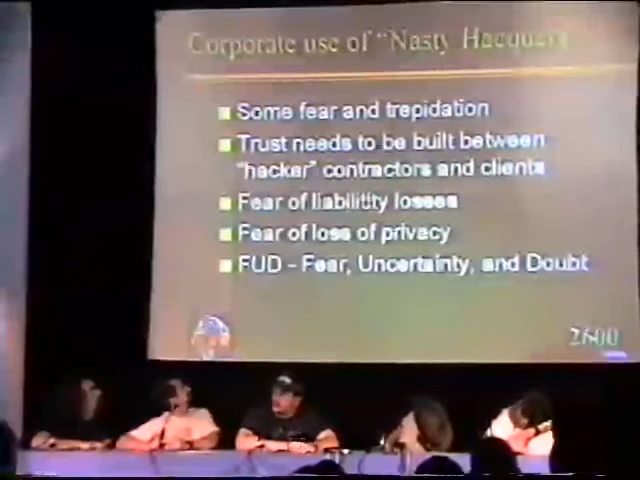 Corporate use of "Nasty Hacquers"
Some fear and trepidation
Trust needs to be built between
"hacker" contractors and clients
Fear of liabilitiy losses
Fear of loss of privacy
FUD - Fear, Uncertainty, and Doubt
2600